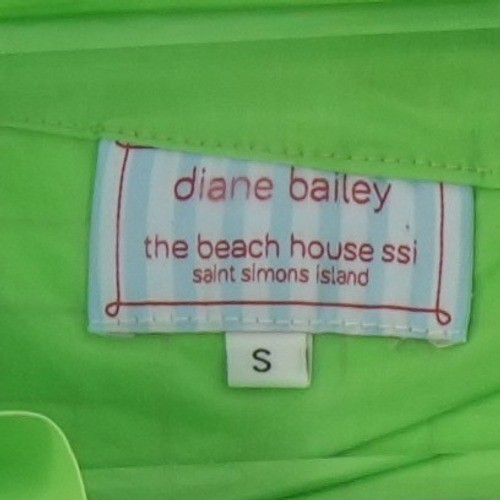 diane bailey
the beach house ssi
saint simons island
S